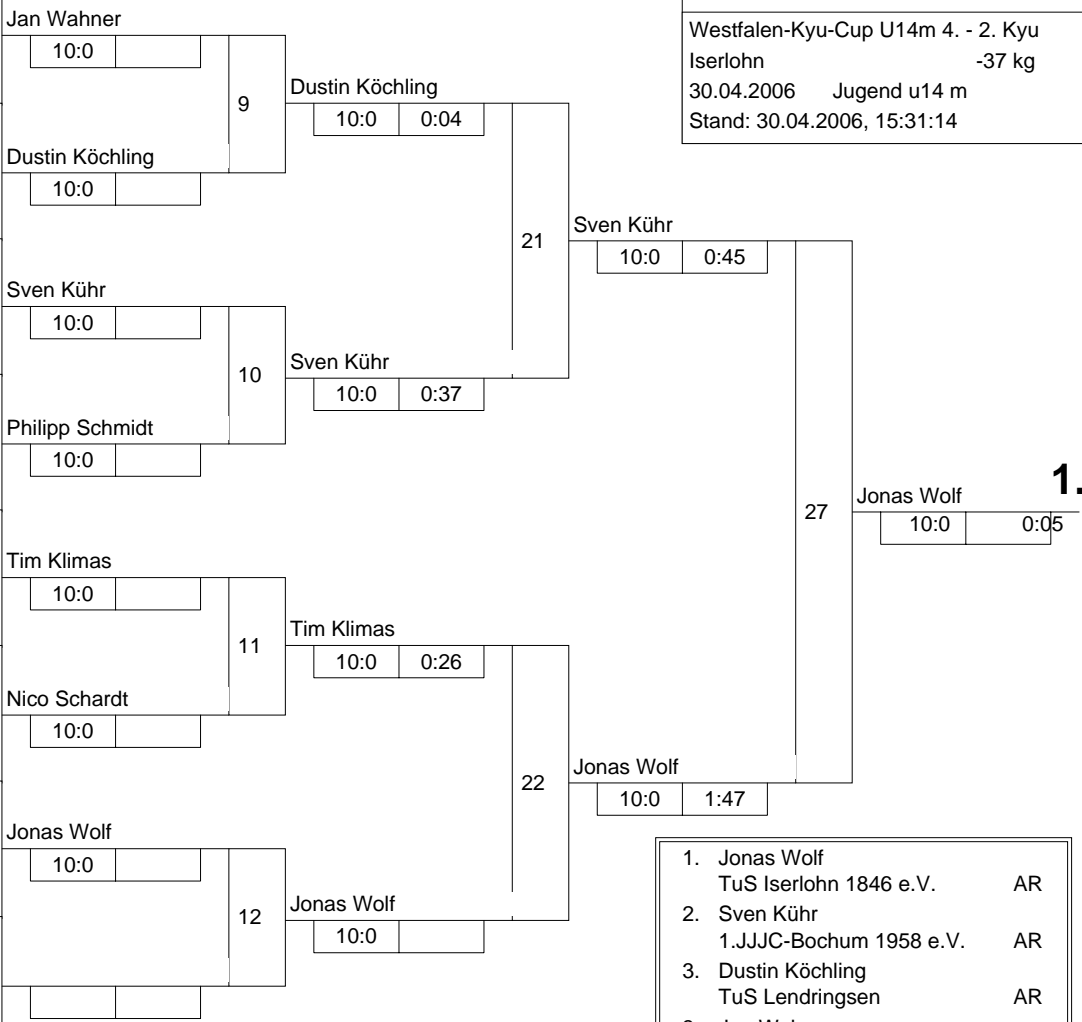 Jan Wahner
10:0
9
Dustin Köchling
10:0 0:04
Dustin Köchling
10:0
21
Sven Kühr
10:0 0:45
Sven Kühr
10:0
10
Sven Kühr
10:0 0:37
Philipp Schmidt
10:0
27
Jonas Wolf
1.
10:0 0:05
Tim Klimas
10:0
11
Tim Klimas
10:0 0:26
Nico Schardt
10:0
22
Jonas Wolf
10:0 1:47
Jonas Wolf
10:0
12
Jonas Wolf
10:0
Westfalen-Kyu-Cup U14m 4. - 2. Kyu
Iserlohn -37 kg
30.04.2006 Jugend u14 m
Stand: 30.04.2006, 15:31:14
1. Jonas Wolf
TuS Iserlohn 1846 e.V. AR
2. Sven Kühr
1.JJJC-Bochum 1958 e.V. AR
3. Dustin Köchling
TuS Lendringsen AR